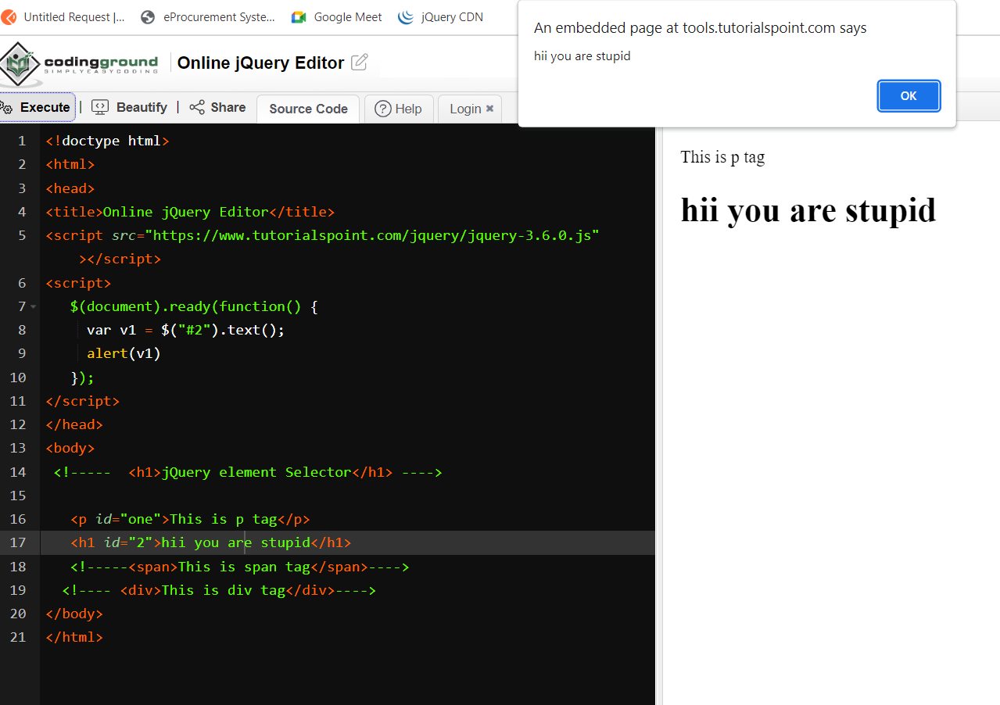 Untitled Request |... eProcurement Syste... Google Meet jQuery CDN
An embedded page at tools.tutorialspoint.com says
hii you are stupid
OK
codingground
SIMPLYEASYCODING
Online jQuery Editor
Execute | Beautify | Share Source Code ? Help Login ✖
1 <!doctype html>
2 <html>
3 <head>
4 <title>Online jQuery Editor</title>
5 <script src="https://www.tutorialspoint.com/jquery/jquery-3.6.0.js"
></script>
6 <script>
7 $(document).ready(function() {
8 var v1 = $("#2").text();
9 alert(v1)
10 });
11 </script>
12 </head>
13 <body>
14 <!----- <h1>jQuery element Selector</h1> ---->
15
16 <p id="one">This is p tag</p>
17 <h1 id="2">hii you are stupid</h1>
18 <!-----<span>This is span tag</span>---->
19 <!---- <div>This is div tag</div>---->
20 </body>
21 </html>
This is p tag
hii you are stupid